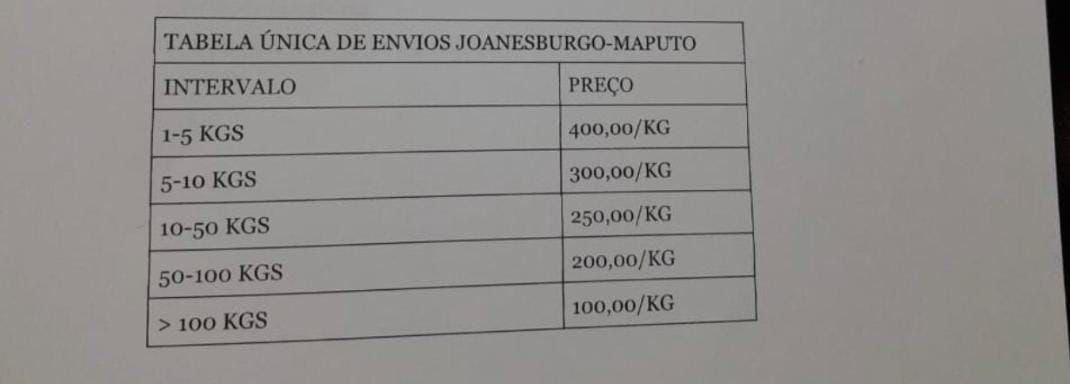 TABELA ÚNICA DE ENVIOS JOANESBURGO-MAPUTO
INTERVALO PREÇO
1-5 KGS 400,00/KG
5-10 KGS 300,00/KG
10-50 KGS 250,00/KG
50-100 KGS 200,00/KG
> 100 KGS 100,00/KG